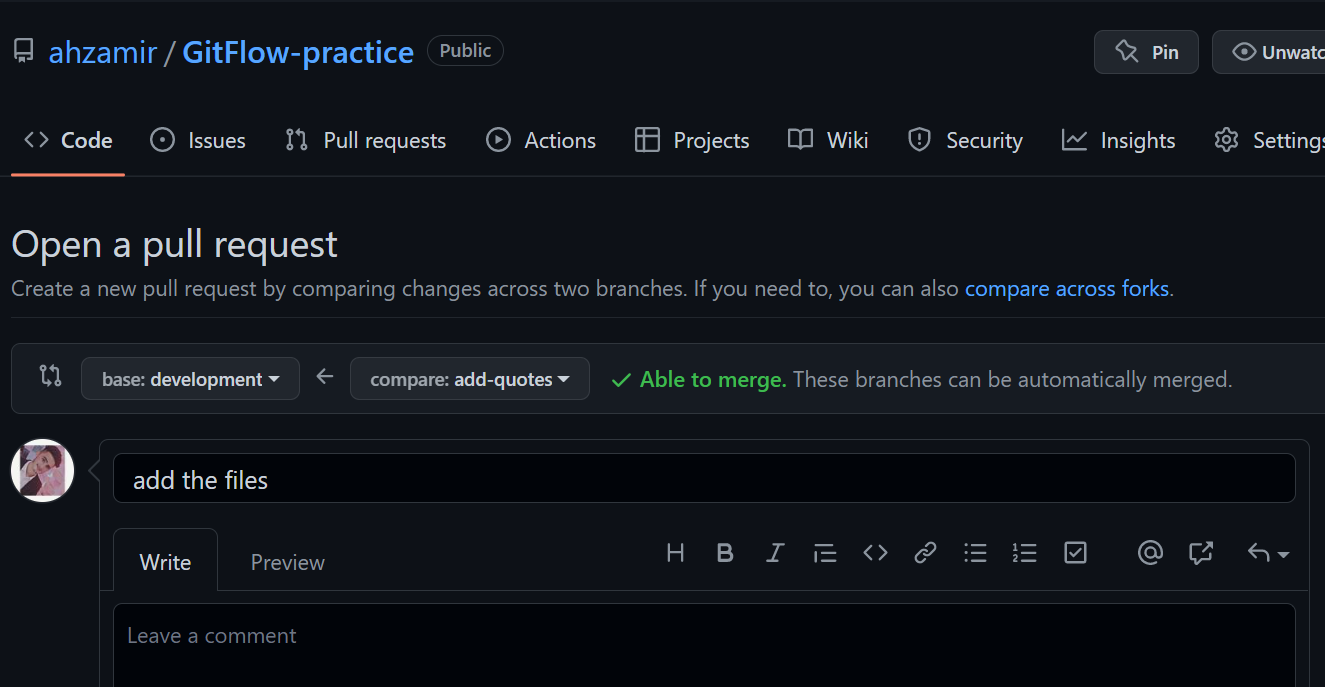 ahzamir / GitFlow-practice Public Pin Unwatc
Code Issues Pull requests Actions Projects Wiki Security Insights Settings
Open a pull request
Create a new pull request by comparing changes across two branches. If you need to, you can also compare across forks.
base: development compare: add-quotes Able to merge. These branches can be automatically merged.
add the files
Write Preview
Leave a comment